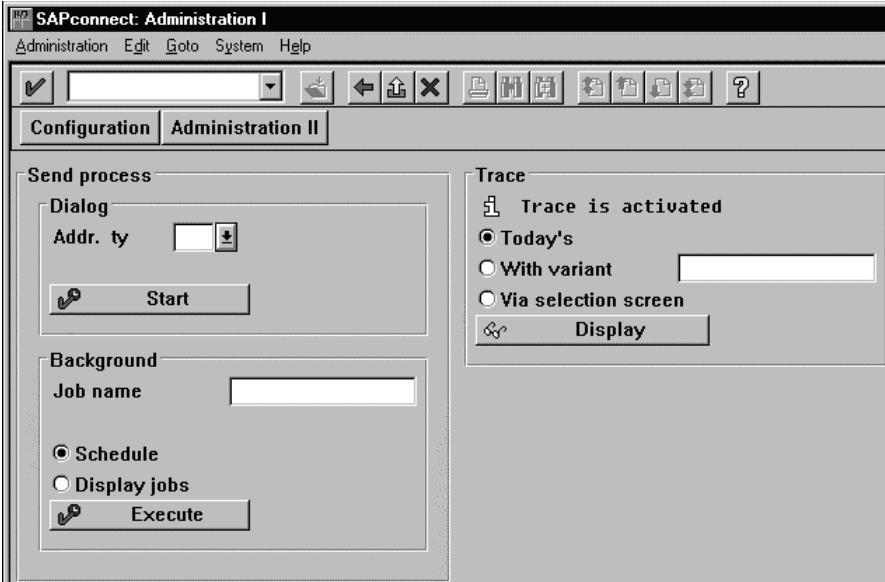 SAPconnect: Administration I
Administration Edit Goto System Help
Configuration Administration II
Send process
Dialog
Addr. ty
Start
Background
Job name
Schedule
Display jobs
Execute
Trace
Trace is activated
Today's
With variant
Via selection screen
Display